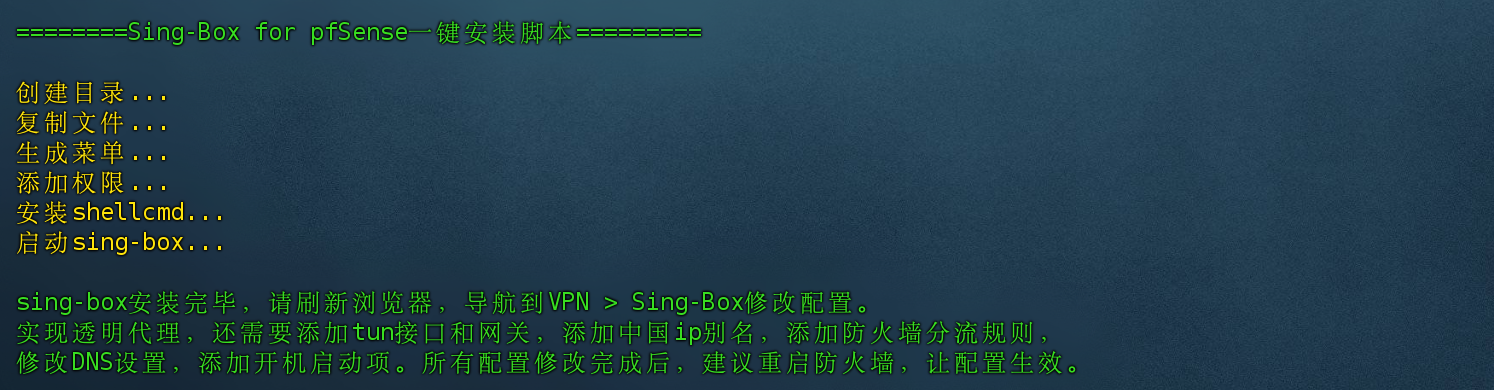 ========Sing-Box for pfSense一键安装脚本=========
创建目录...
复制文件...
生成菜单...
添加权限...
安装shellcmd...
启动sing-box...
sing-box安装完毕，请刷新浏览器，导航到VPN > Sing-Box修改配置。
实现透明代理，还需要添加tun接口和网关，添加中国ip别名，添加防火墙分流规则，
修改DNS设置，添加开机启动项。所有配置修改完成后，建议重启防火墙，让配置生效。